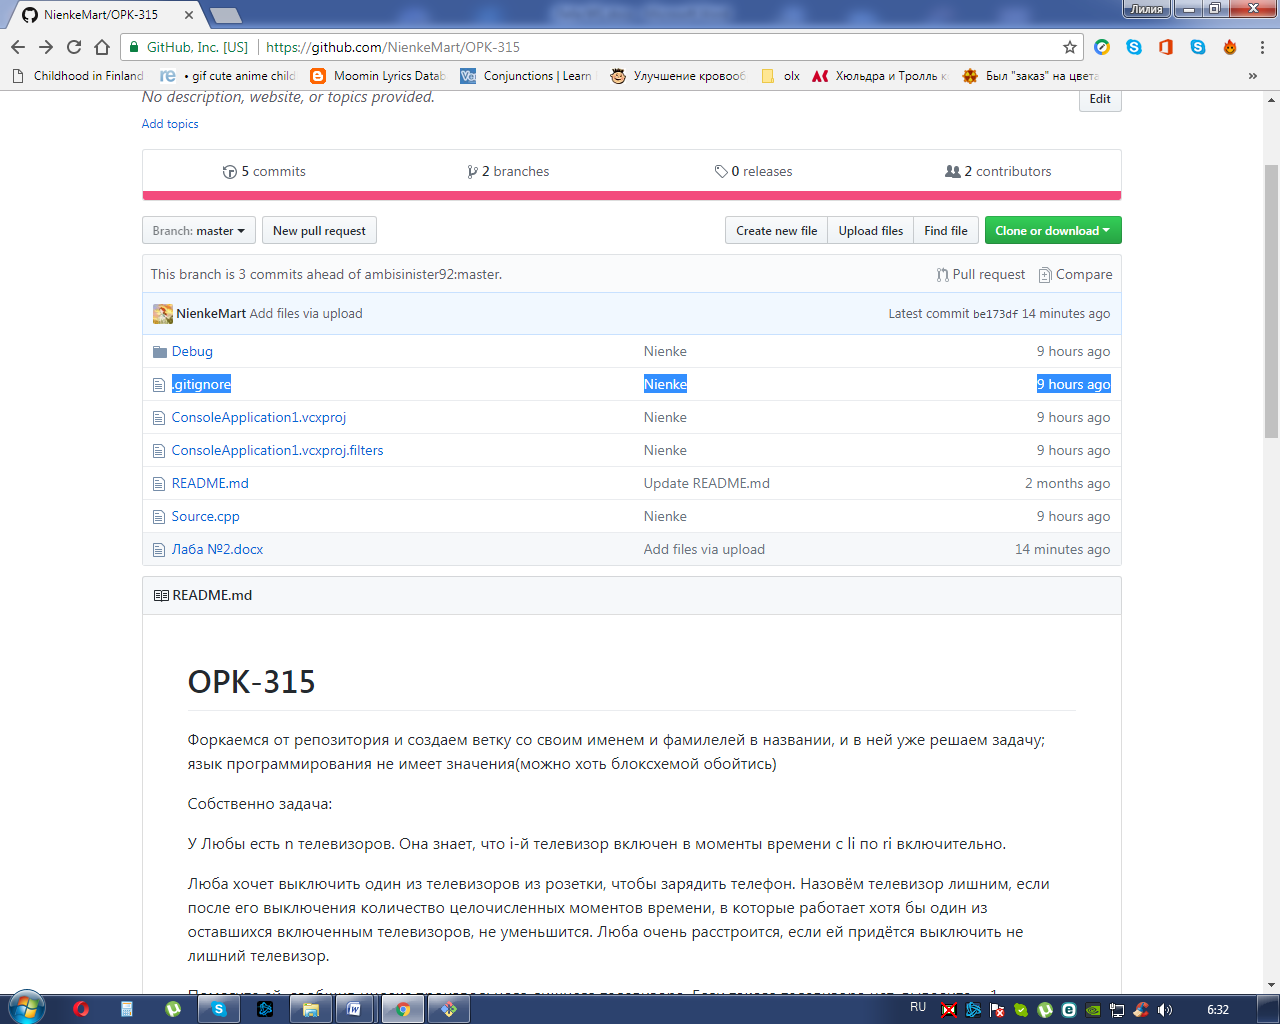 NienkeMart/OPK-315
Лилия
GitHub, Inc. [US] https://github.com/NienkeMart/OPK-315
Childhood in Finland • gif cute anime child Moomin Lyrics Datab Conjunctions | Learn Улучшение кровооб olx Хюльдра и Тролль к Был "заказ" на цвета »
No description, website, or topics provided.
Edit
Add topics
5 commits 2 branches 0 releases 2 contributors
Branch: master New pull request Create new file Upload files Find file Clone or download
This branch is 3 commits ahead of ambisinister92:master. Pull request Compare
NienkeMart Add files via upload Latest commit be173df 14 minutes ago
Debug Nienke 9 hours ago
.gitignore Nienke 9 hours ago
ConsoleApplication1.vcxproj Nienke 9 hours ago
ConsoleApplication1.vcxproj.filters Nienke 9 hours ago
README.md Update README.md 2 months ago
Source.cpp Nienke 9 hours ago
Лаба №2.docx Add files via upload 14 minutes ago
README.md
OPK-315
Форкаемся от репозитория и создаем ветку со своим именем и фамилелей в названии, и в ней уже решаем задачу;
язык программирования не имеет значения(можно хоть блоксхемой обойтись)
Собственно задача:
У Любы есть n телевизоров. Она знает, что i-й телевизор включен в моменты времени с li по ri включительно.
Люба хочет выключить один из телевизоров из розетки, чтобы зарядить телефон. Назовём телевизор лишним, если
после его выключения количество целочисленных моментов времени, в которые работает хотя бы один из
оставшихся включенным телевизоров, не уменьшится. Люба очень расстроится, если ей придётся выключить не
лишний телевизор.
RU 6:32